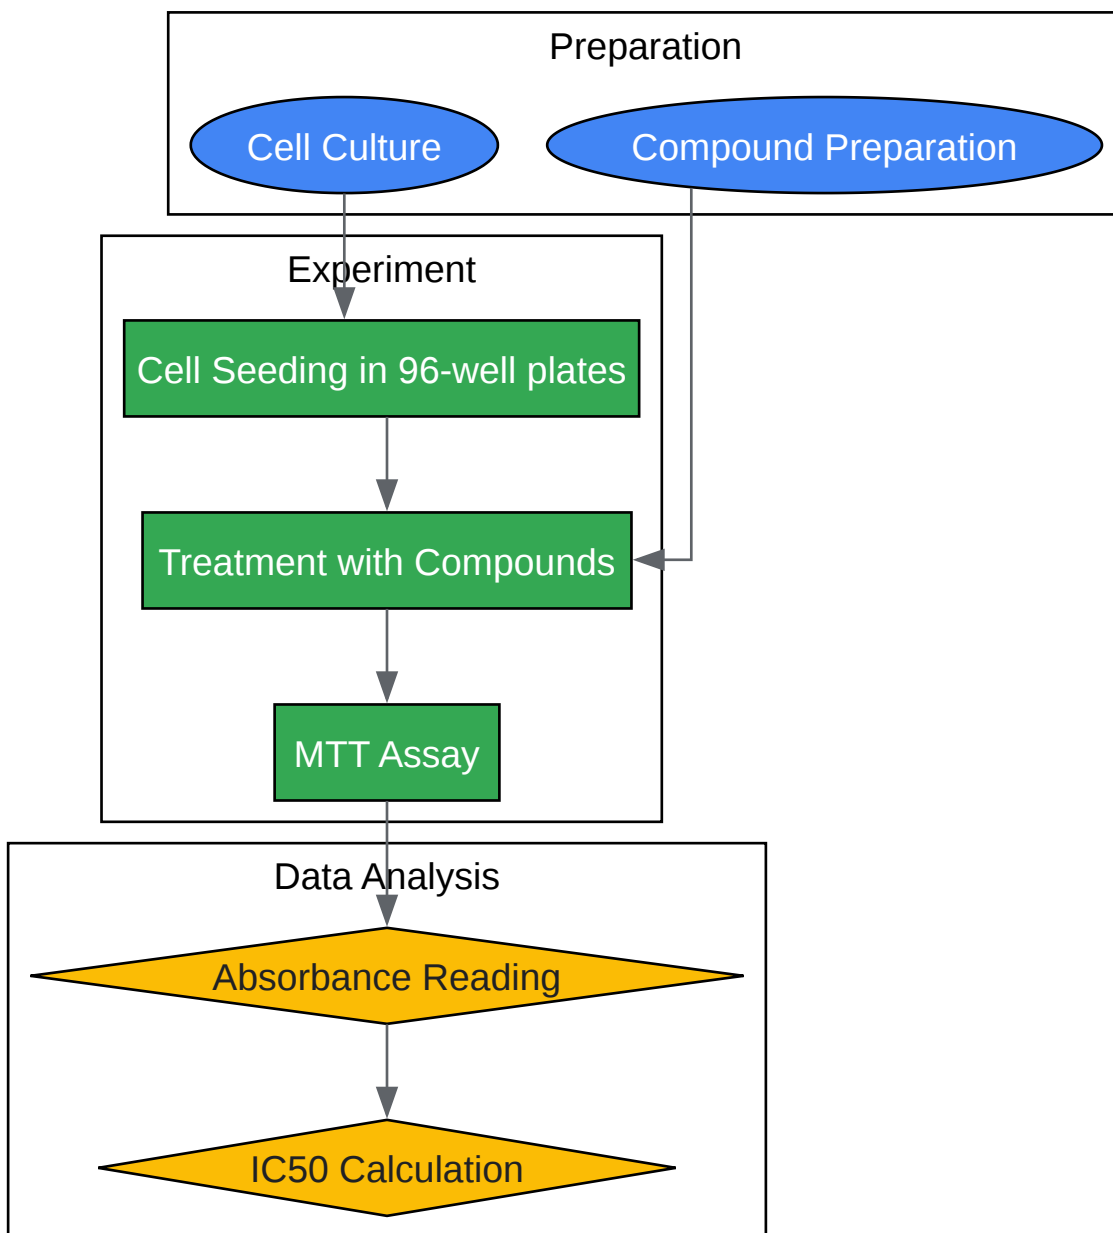 Preparation
Cell Culture
Compound Preparation
Experiment
Cell Seeding in 96-well plates
Treatment with Compounds
MTT Assay
Data Analysis
Absorbance Reading
IC50 Calculation